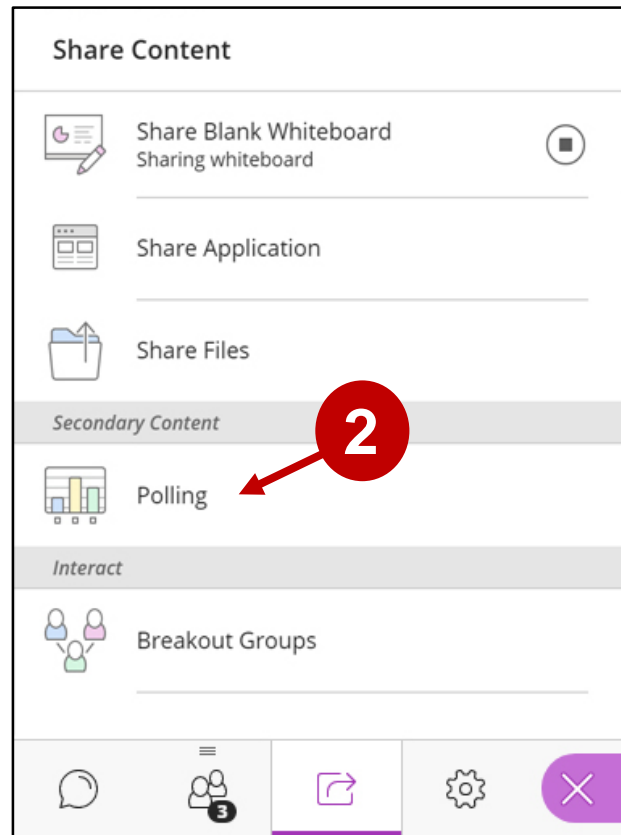 Share Content
Share Blank Whiteboard
Sharing whiteboard
Share Application
Share Files
Secondary Content
2
Polling
Interact
Breakout Groups
3